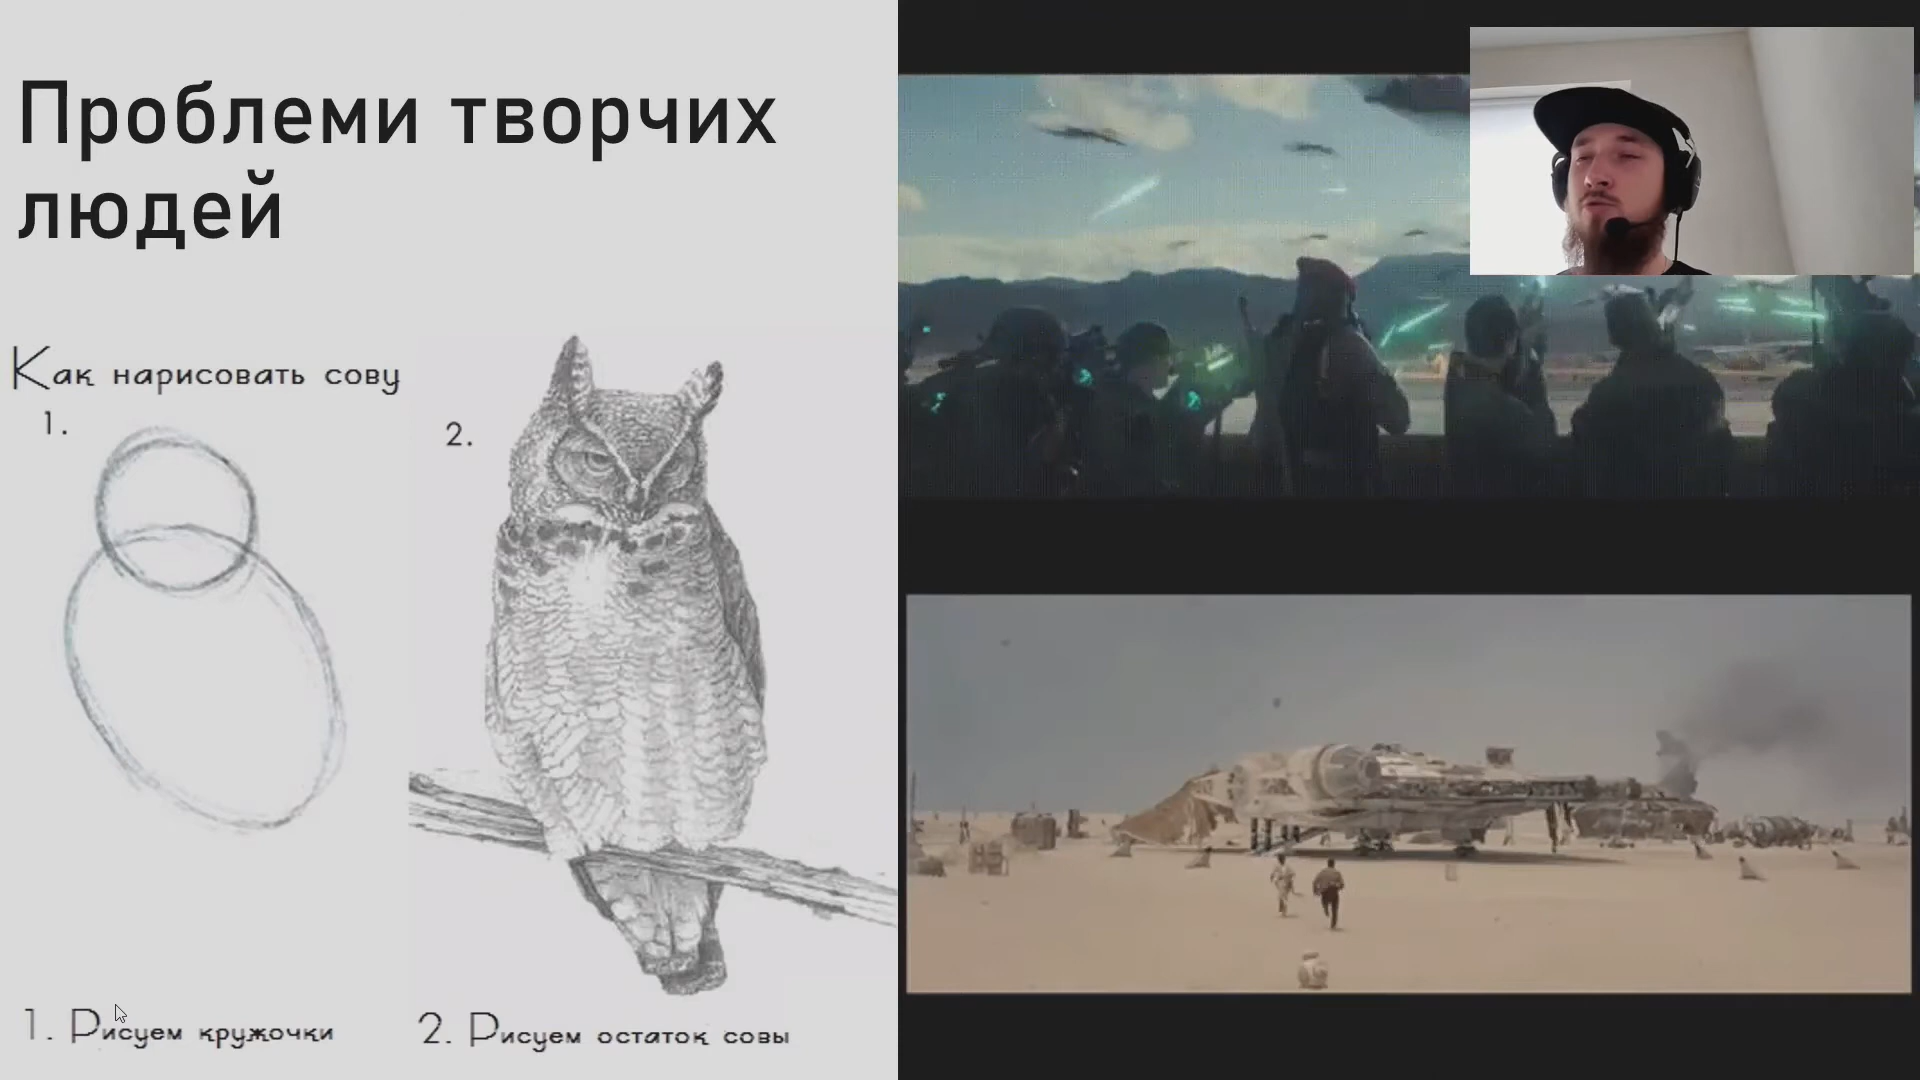 Проблеми творчих
людей
Как нарисовать сову
1.
2.
1. Рисуем кружочки
2. Рисуем остаток совы